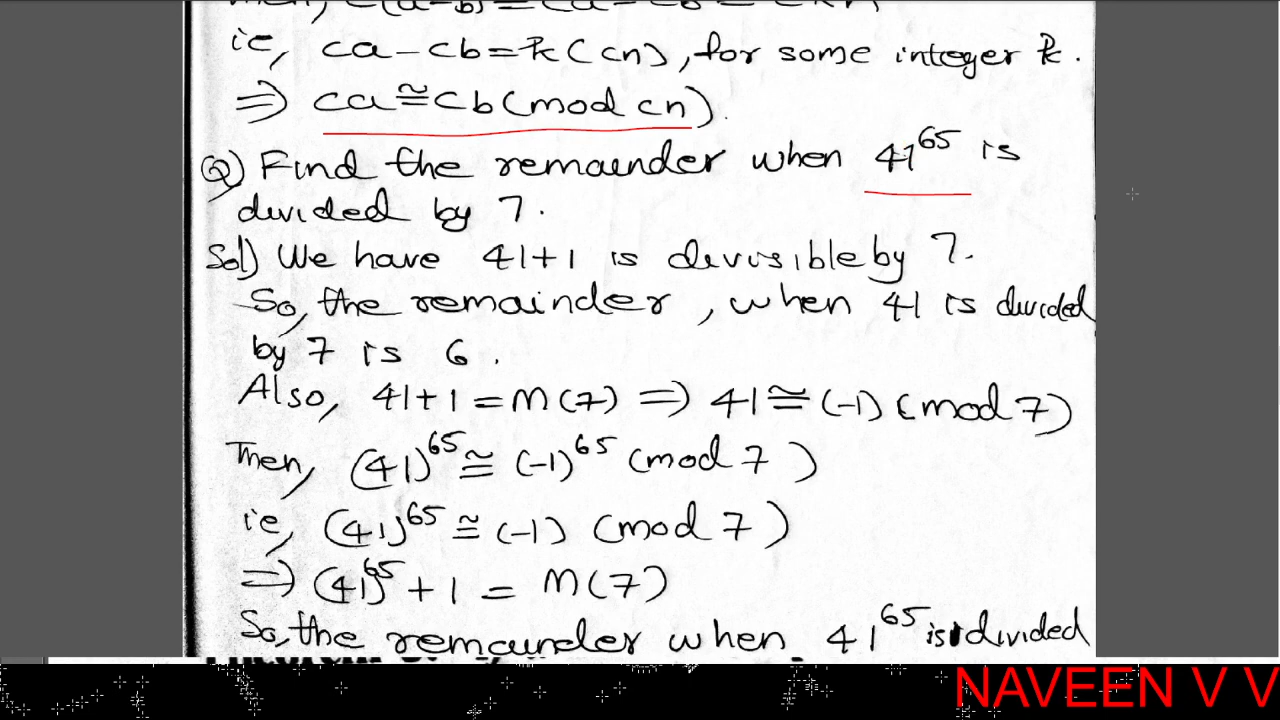 ie, ca-cb=k(cn), for some integer k.
⇒ ca≅cb(mod cn).
Q) Find the remainder when 41^65 is
divided by 7.
Sol) We have 41+1 is devisible by 7.
So, the remainder, when 41 is divided
by 7 is 6.
Also, 41+1=M(7) ⇒ 41≅(-1) (mod 7)
Then, (41)^65≅(-1)^65 (mod 7)
ie, (41)^65≅(-1) (mod 7)
⇒ (41)^65+1 = M(7)
So, the remainder when 41^65 is divided
NAVEEN V V